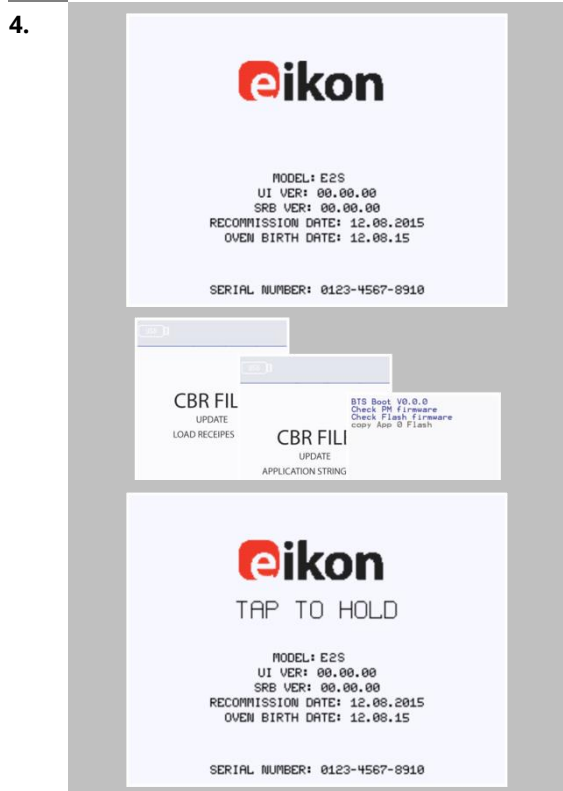 4.
eikon
MODEL: E2S
UI VER: 00.00.00
SRB VER: 00.00.00
RECOMMISSION DATE: 12.08.2015
OVEN BIRTH DATE: 12.08.15
SERIAL NUMBER: 0123-4567-8910
CBR FIL
UPDATE
LOAD RECEIPES
CBR FILI
UPDATE
APPLICATION STRING
BTS Boot V0.0.0
Check PM firmware
Check Flash firmware
copy App 0 Flash
eikon
TAP TO HOLD
MODEL: E2S
UI VER: 00.00.00
SRB VER: 00.00.00
RECOMMISSION DATE: 12.08.2015
OVEN BIRTH DATE: 12.08.15
SERIAL NUMBER: 0123-4567-8910